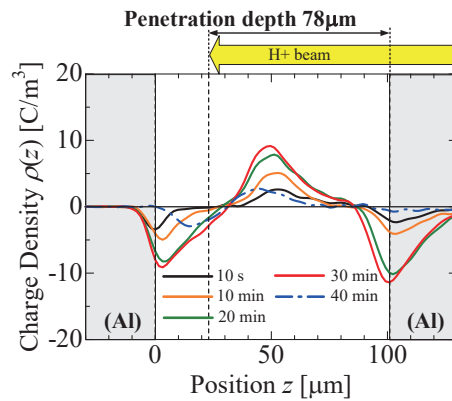 Penetration depth 78μm
H+ beam
Charge Density ρ(z) [C/m³]
20
10
0
-10
-20
(Al)
(Al)
10 s
10 min
20 min
30 min
40 min
0
50
100
Position z [μm]